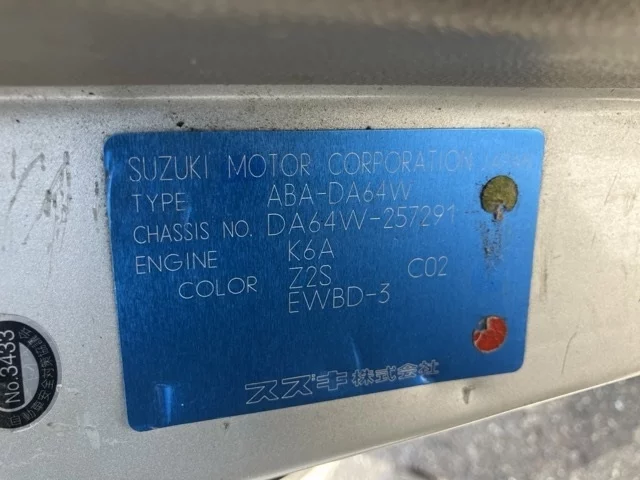 SUZUKI MOTOR CORPORATION JAPAN
TYPE ABA-DA64W
CHASSIS NO. DA64W-257291
ENGINE K6A
COLOR Z2S C02
EWBD-3
スズキ株式会社
No.3433